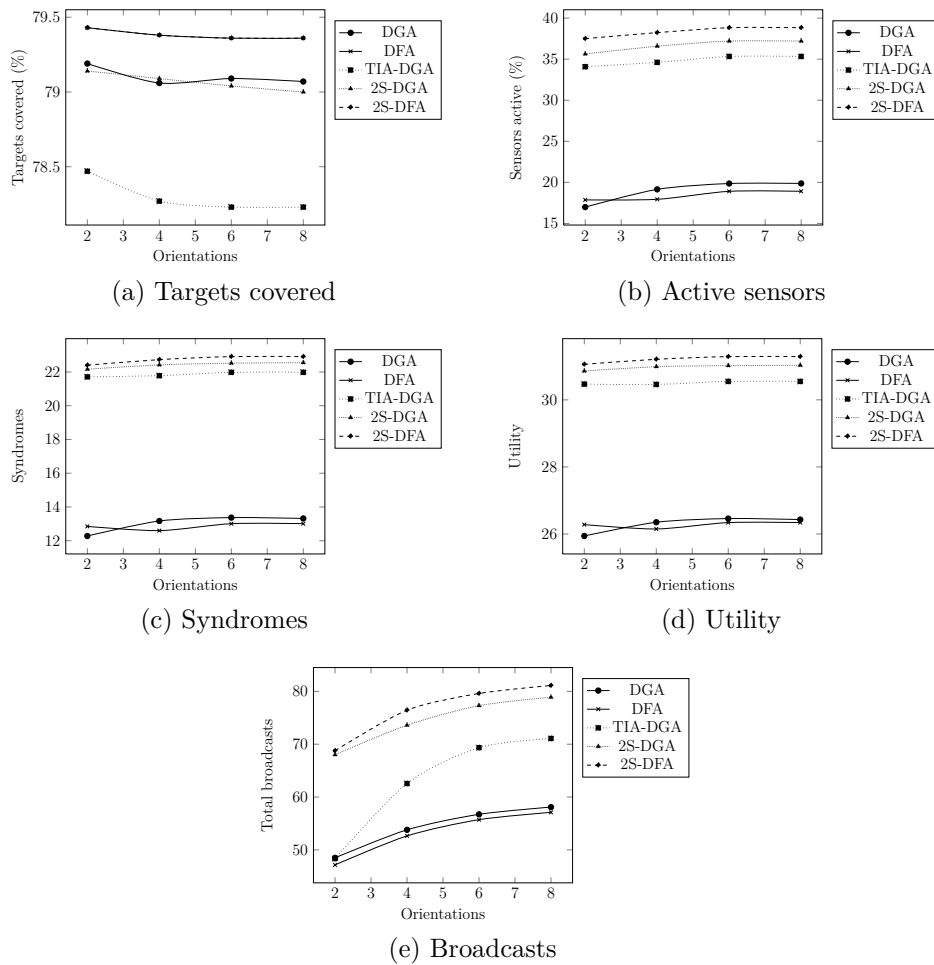 79.5
79
78.5
Targets covered (%)
2 3 4 5 6 7 8
Orientations
DGA
DFA
TIA-DGA
2S-DGA
2S-DFA
(a) Targets covered
40
35
30
25
20
15
Sensors active (%)
2 3 4 5 6 7 8
Orientations
DGA
DFA
TIA-DGA
2S-DGA
2S-DFA
(b) Active sensors
22
20
18
16
14
12
Syndromes
2 3 4 5 6 7 8
Orientations
DGA
DFA
TIA-DGA
2S-DGA
2S-DFA
(c) Syndromes
30
28
26
Utility
2 3 4 5 6 7 8
Orientations
DGA
DFA
TIA-DGA
2S-DGA
2S-DFA
(d) Utility
80
70
60
50
Total broadcasts
2 3 4 5 6 7 8
Orientations
DGA
DFA
TIA-DGA
2S-DGA
2S-DFA
(e) Broadcasts